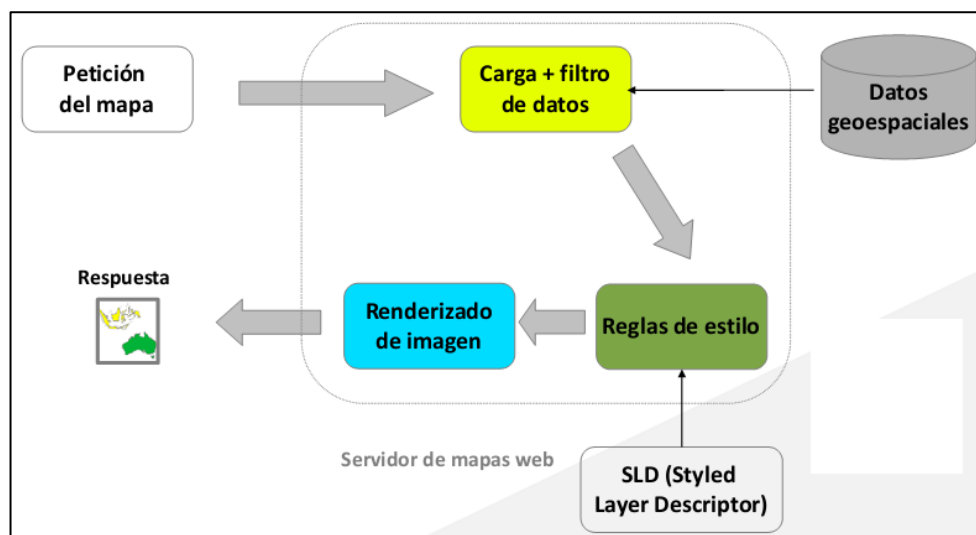 Petición
del mapa
Carga + filtro
de datos
Datos
geoespaciales
Respuesta
Renderizado
de imagen
Reglas de estilo
Servidor de mapas web
SLD (Styled
Layer Descriptor)